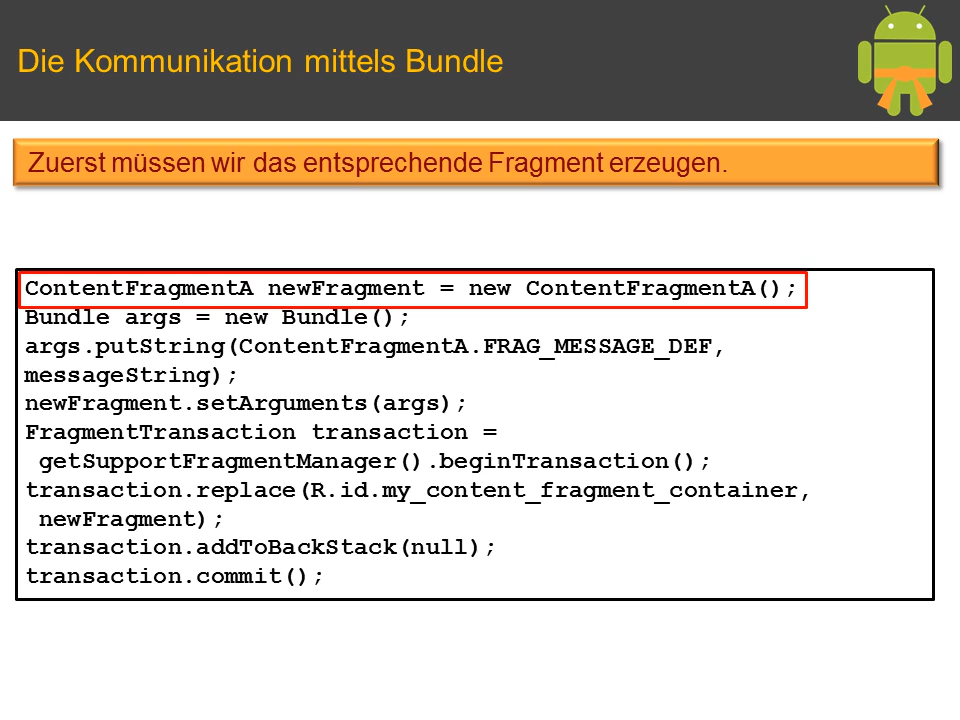 Die Kommunikation mittels Bundle
Zuerst müssen wir das entsprechende Fragment erzeugen.
ContentFragmentA newFragment = new ContentFragmentA();
Bundle args = new Bundle();
args.putString(ContentFragmentA.FRAG_MESSAGE_DEF,
messageString);
newFragment.setArguments(args);
FragmentTransaction transaction =
 getSupportFragmentManager().beginTransaction();
transaction.replace(R.id.my_content_fragment_container,
 newFragment);
transaction.addToBackStack(null);
transaction.commit();